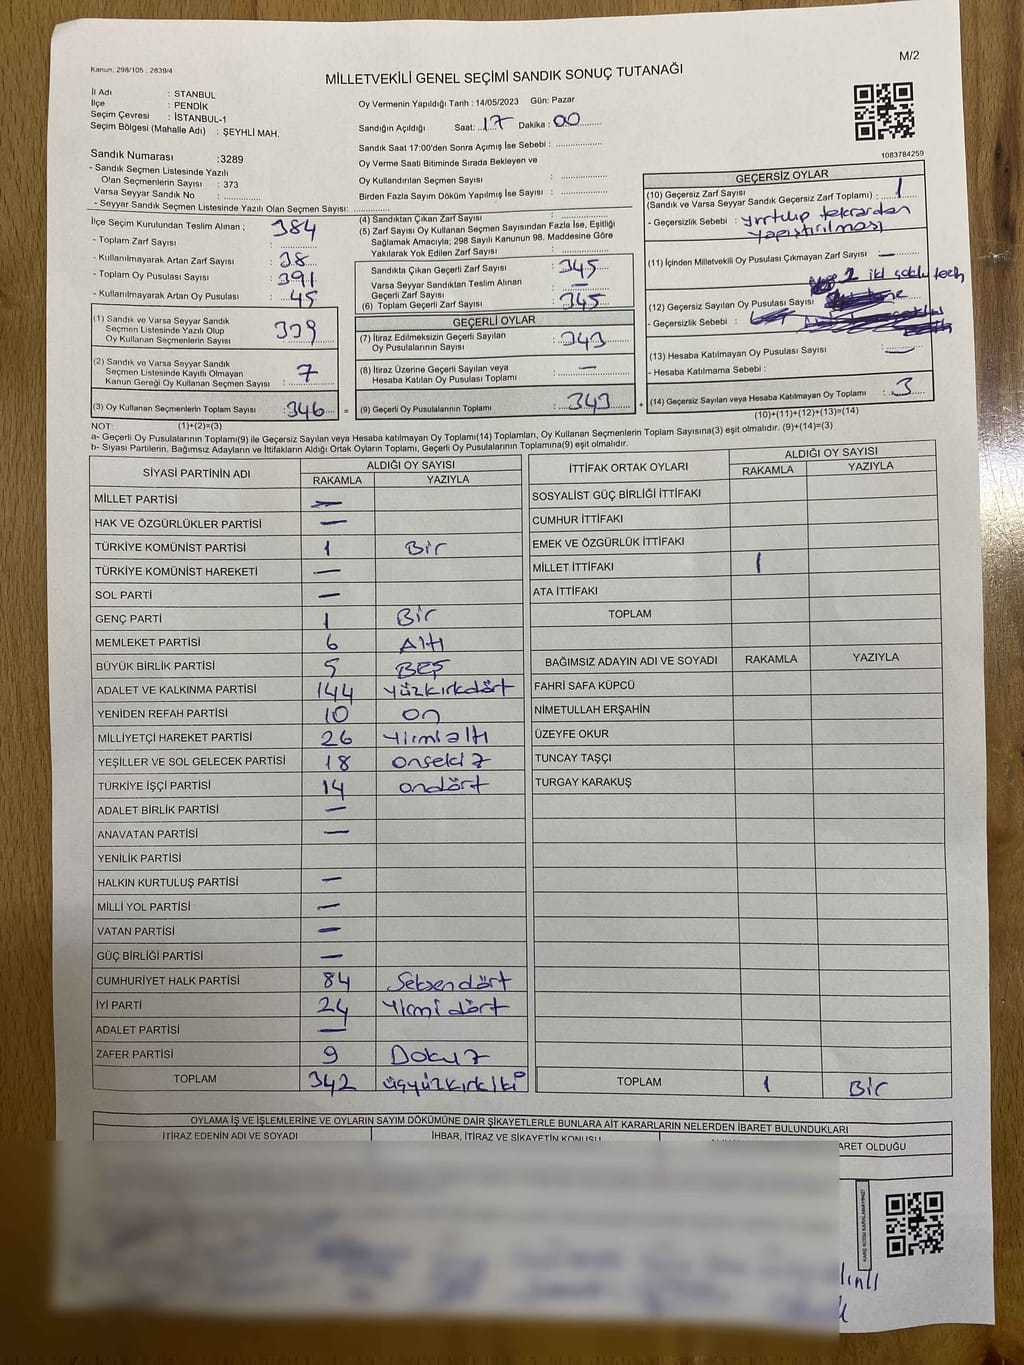 Kanun: 298/105 , 2839/4
M/2
MİLLETVEKİLİ GENEL SEÇİMİ SANDIK SONUÇ TUTANAĞI
İl Adı : STANBUL
İlçe : PENDİK
Seçim Çevresi : İSTANBUL-1
Seçim Bölgesi (Mahalle Adı) : ŞEYHLİ MAH.
Sandık Numarası :3289
- Sandık Seçmen Listesinde Yazılı
Olan Seçmenlerin Sayısı : 373
Varsa Seyyar Sandık No :
- Seyyar Sandık Seçmen Listesinde Yazılı Olan Seçmen Sayısı:
Oy Vermenin Yapıldığı Tarih : 14/05/2023 Gün: Pazar
Sandığın Açıldığı Saat: 17 Dakika : 00
Sandık Saat 17:00'den Sonra Açımış İse Sebebi :
Oy Verme Saati Bitiminde Sırada Bekleyen ve
Oy Kullandırılan Seçmen Sayısı :
Birden Fazla Sayım Döküm Yapılmış İse Sayısı :
1083784259
İlçe Seçim Kurulundan Teslim Alınan ; 384
- Toplam Zarf Sayısı :
- Kullanılmayarak Artan Zarf Sayısı : 38
- Toplam Oy Pusulası Sayısı : 391
- Kullanılmayarak Artan Oy Pusulası : 45
(1) Sandık ve Varsa Seyyar Sandık
Seçmen Listesinde Yazılı Olup
Oy Kullanan Seçmenlerin Sayısı : 339
(2) Sandık ve Varsa Seyyar Sandık
Seçmen Listesinde Kayıtlı Olmayan
Kanun Gereği Oy Kullanan Seçmen Sayısı : 7
(3) Oy Kullanan Seçmenlerin Toplam Sayısı : 346 =
(4) Sandıktan Çıkan Zarf Sayısı :
(5) Zarf Sayısı Oy Kullanan Seçmen Sayısından Fazla İse, Eşitliği
Sağlamak Amacıyla; 298 Sayılı Kanunun 98. Maddesine Göre
Yakılarak Yok Edilen Zarf Sayısı :
Sandıkta Çıkan Geçerli Zarf Sayısı : 345
Varsa Seyyar Sandıktan Teslim Alınan
Geçerli Zarf Sayısı : —
(6) Toplam Geçerli Zarf Sayısı : 345
GEÇERLİ OYLAR
(7) İtiraz Edilmeksizin Geçerli Sayılan
Oy Pusulalarının Sayısı : 343
(8) İtiraz Üzerine Geçerli Sayılan veya
Hesaba Katılan Oy Pusulası Toplamı : —
(9) Geçerli Oy Pusulalarının Toplamı : 343 +
GEÇERSİZ OYLAR
(10) Geçersiz Zarf Sayısı
(Sandık ve Varsa Seyyar Sandık Geçersiz Zarf Toplamı) : 1
- Geçersizlik Sebebi : yırtılıp tekrardan
yapıştırılması
(11) İçinden Milletvekili Oy Pusulası Çıkmayan Zarf Sayısı : —
2 iki
(12) Geçersiz Sayılan Oy Pusulası Sayısı
- Geçersizlik Sebebi :
(13) Hesaba Katılmayan Oy Pusulası Sayısı : —
- Hesaba Katılmama Sebebi :
(14) Geçersiz Sayılan veya Hesaba Katılmayan Oy Toplamı : 3
(10)+(11)+(12)+(13)=(14)
NOT: (1)+(2)=(3)
a- Geçerli Oy Pusulalarının Toplamı(9) ile Geçersiz Sayılan veya Hesaba katılmayan Oy Toplamı(14) Toplamları, Oy Kullanan Seçmenlerin Toplam Sayısına(3) eşit olmalıdır. (9)+(14)=(3)
b- Siyasi Partilerin, Bağımsız Adayların ve İttifakların Aldığı Ortak Oyların Toplamı, Geçerli Oy Pusulalarının Toplamına(9) eşit olmalıdır.
SİYASİ PARTİNİN ADI ALDIĞI OY SAYISI
RAKAMLA YAZIYLA
MİLLET PARTİSİ —
HAK VE ÖZGÜRLÜKLER PARTİSİ —
TÜRKİYE KOMÜNİST PARTİSİ 1 Bir
TÜRKİYE KOMÜNİST HAREKETİ —
SOL PARTİ —
GENÇ PARTİ 1 Bir
MEMLEKET PARTİSİ 6 Altı
BÜYÜK BİRLİK PARTİSİ 5 BEŞ
ADALET VE KALKINMA PARTİSİ 144 yüzkırkdört
YENİDEN REFAH PARTİSİ 10 on
MİLLİYETÇİ HAREKET PARTİSİ 26 yirmialtı
YEŞİLLER VE SOL GELECEK PARTİSİ 18 onsekiz
TÜRKİYE İŞÇİ PARTİSİ 14 ondört
ADALET BİRLİK PARTİSİ —
ANAVATAN PARTİSİ —
YENİLİK PARTİSİ
HALKIN KURTULUŞ PARTİSİ —
MİLLİ YOL PARTİSİ —
VATAN PARTİSİ —
GÜÇ BİRLİĞİ PARTİSİ —
CUMHURİYET HALK PARTİSİ 84 Seksendört
İYİ PARTİ 24 Yirmi dört
ADALET PARTİSİ —
ZAFER PARTİSİ 9 Dokuz
TOPLAM 342 üçyüzkırkiki
İTTİFAK ORTAK OYLARI ALDIĞI OY SAYISI
RAKAMLA YAZIYLA
SOSYALİST GÜÇ BİRLİĞİ İTTİFAKI
CUMHUR İTTİFAKI
EMEK VE ÖZGÜRLÜK İTTİFAKI
MİLLET İTTİFAKI 1
ATA İTTİFAKI
TOPLAM
BAĞIMSIZ ADAYIN ADI VE SOYADI RAKAMLA YAZIYLA
FAHRİ SAFA KÜPCÜ
NİMETULLAH ERŞAHİN
ÜZEYFE OKUR
TUNCAY TAŞÇI
TURGAY KARAKUŞ
TOPLAM 1 Bir
OYLAMA İŞ VE İŞLEMLERİNE VE OYLARIN SAYIM DÖKÜMÜNE DAİR ŞİKAYETLERLE BUNLARA AİT KARARLARIN NELERDEN İBARET BULUNDUKLARI
İTİRAZ EDENİN ADI VE SOYADI İHBAR, İTİRAZ VE ŞİKAYETİN KONUSU ARET OLDUĞU
KARE KODU KARALAMAYINIZ!